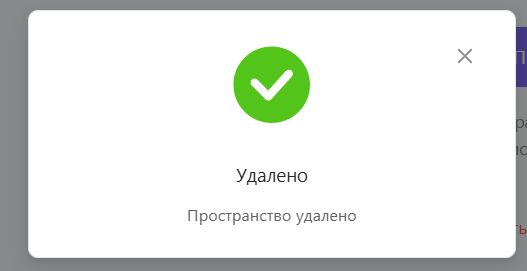 Удалено
Пространство удалено